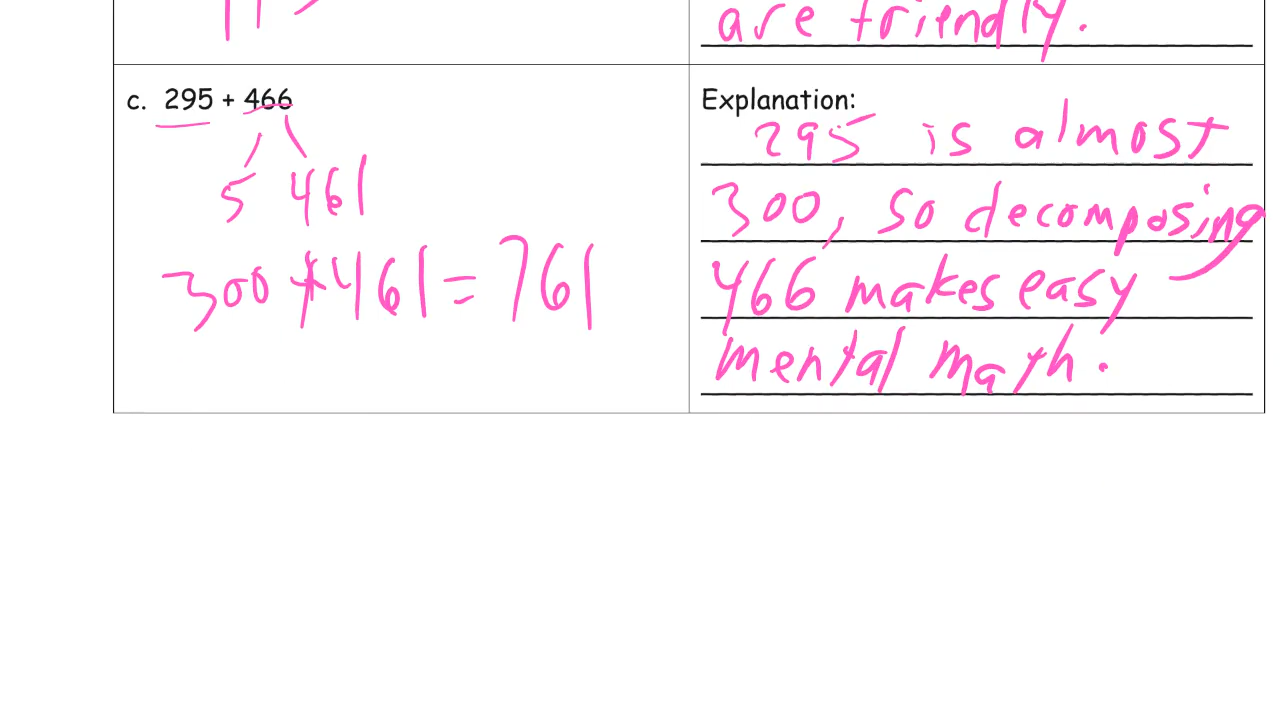 are friendly.
c. 295 + 466
5 461
300 + 461 = 761
Explanation:
295 is almost
300, so decomposing
466 makes easy
mental math.